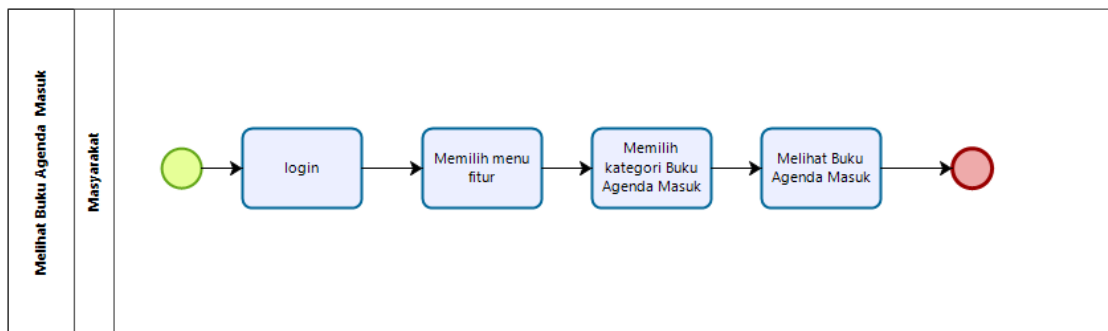 Melihat Buku Agenda Masuk
Masyarakat
login
Memilih menu
fitur
Memilih
kategori Buku
Agenda Masuk
Melihat Buku
Agenda Masuk